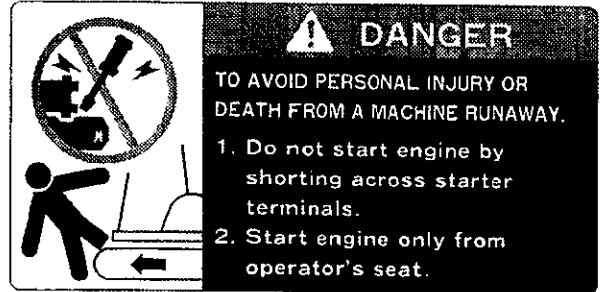 DANGER
TO AVOID PERSONAL INJURY OR
DEATH FROM A MACHINE RUNAWAY.
1. Do not start engine by
shorting across starter
terminals.
2. Start engine only from
operator's seat.